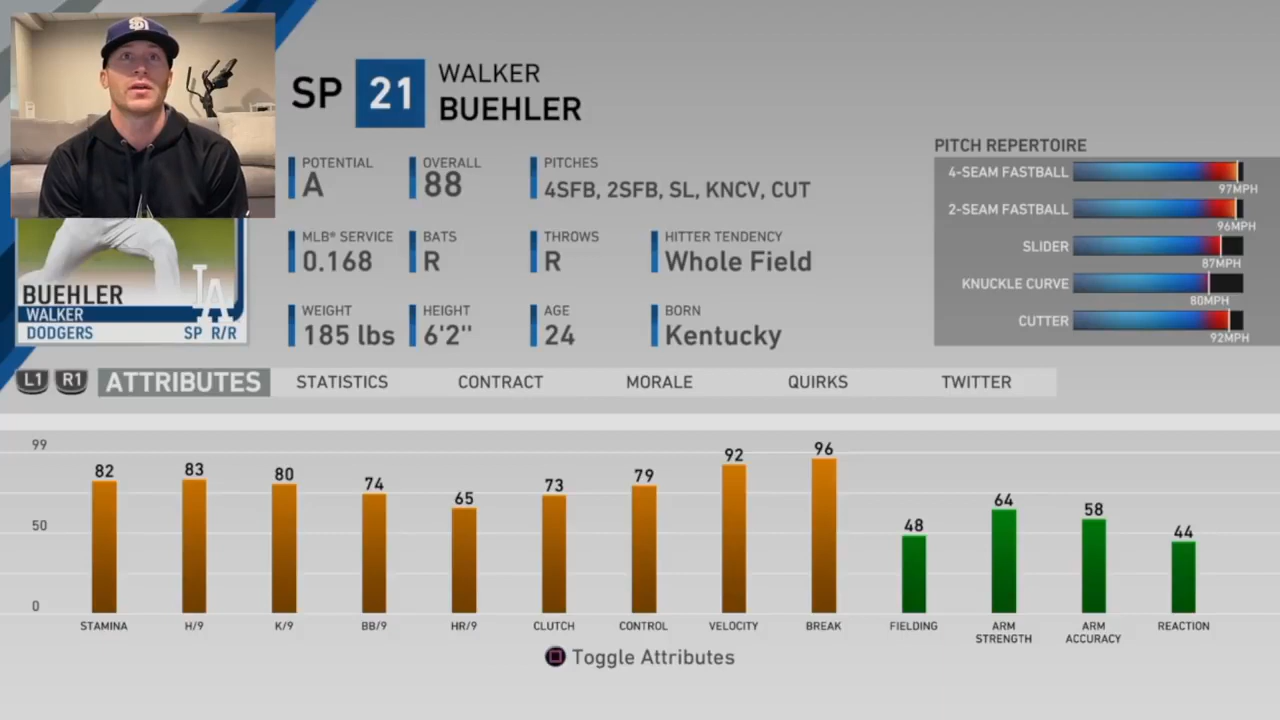 SP 21 WALKER
BUEHLER
POTENTIAL OVERALL PITCHES
A 88 4SFB, 2SFB, SL, KNCV, CUT
MLB® SERVICE BATS THROWS HITTER TENDENCY
0.168 R R Whole Field
WEIGHT HEIGHT AGE BORN
185 lbs 6'2'' 24 Kentucky
PITCH REPERTOIRE
4-SEAM FASTBALL
97MPH
2-SEAM FASTBALL
96MPH
SLIDER
87MPH
KNUCKLE CURVE
80MPH
CUTTER
92MPH
LA
BUEHLER
WALKER
DODGERS SP R/R
L1 R1 ATTRIBUTES STATISTICS CONTRACT MORALE QUIRKS TWITTER
99
50
0
82 83 80 74 65 73 79 92 96 48 64 58 44
STAMINA H/9 K/9 BB/9 HR/9 CLUTCH CONTROL VELOCITY BREAK FIELDING ARM STRENGTH ARM ACCURACY REACTION
Toggle Attributes